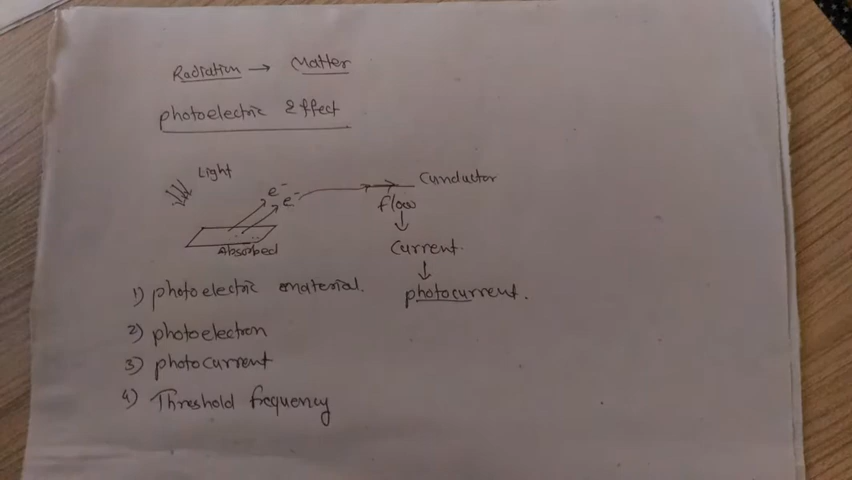 Radiation → Matter
photoelectric Effect
Light
e⁻
e⁻
Cunductor
flow
↓
Current
↓
photocurrent.
Absorbed
1) photoelectric material.
2) photoelectron
3) photocurrent
4) Threshold frequency